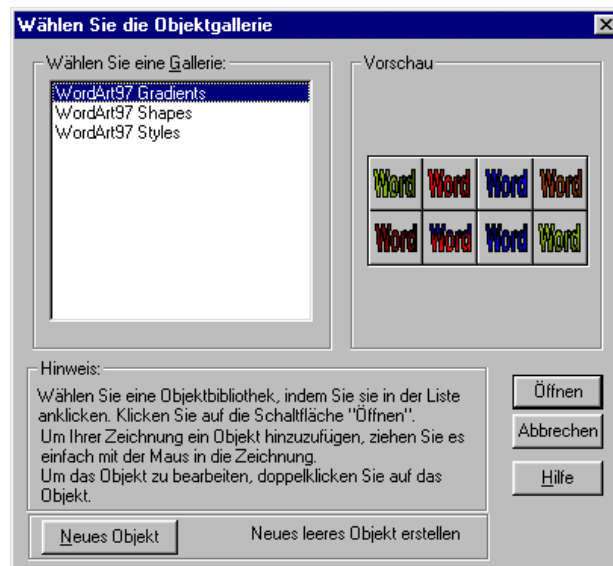 Wählen Sie die Objektgallerie
Wählen Sie eine Gallerie:
WordArt97 Gradients
WordArt97 Shapes
WordArt97 Styles
Vorschau
Word Word Word Word
Word Word Word Word
Hinweis:
Wählen Sie eine Objektbibliothek, indem Sie sie in der Liste
anklicken. Klicken Sie auf die Schaltfläche "Öffnen".
Um Ihrer Zeichnung ein Objekt hinzuzufügen, ziehen Sie es
einfach mit der Maus in die Zeichnung.
Um das Objekt zu bearbeiten, doppelklicken Sie auf das
Objekt.
Öffnen
Abbrechen
Hilfe
Neues Objekt
Neues leeres Objekt erstellen